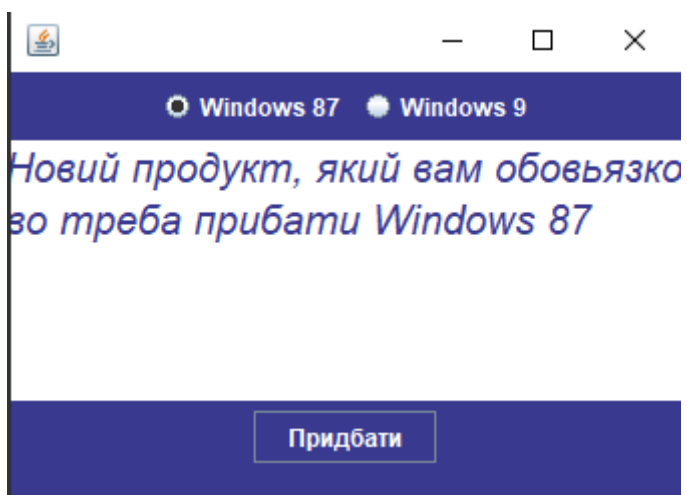 Windows 87 Windows 9
Новий продукт, який вам обовьязко
во треба прибати Windows 87
Придбати